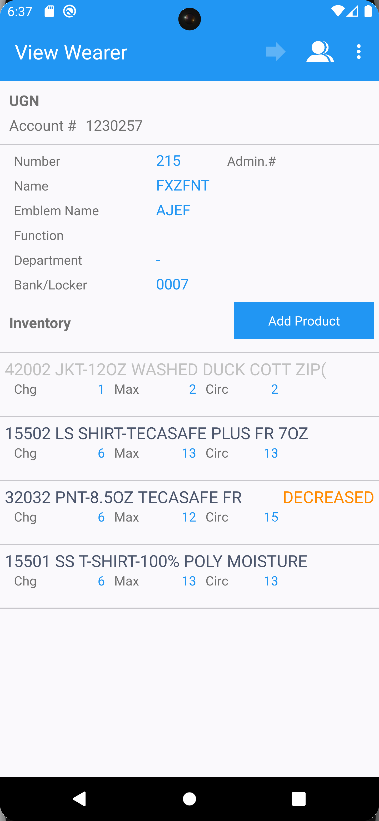 6:37
View Wearer
UGN
Account # 1230257
Number 215 Admin.#
Name FXZFNT
Emblem Name AJEF
Function
Department -
Bank/Locker 0007
Inventory Add Product
42002 JKT-12OZ WASHED DUCK COTT ZIP(
Chg 1 Max 2 Circ 2
15502 LS SHIRT-TECASAFE PLUS FR 7OZ
Chg 6 Max 13 Circ 13
32032 PNT-8.5OZ TECASAFE FR DECREASED
Chg 6 Max 12 Circ 15
15501 SS T-SHIRT-100% POLY MOISTURE
Chg 6 Max 13 Circ 13